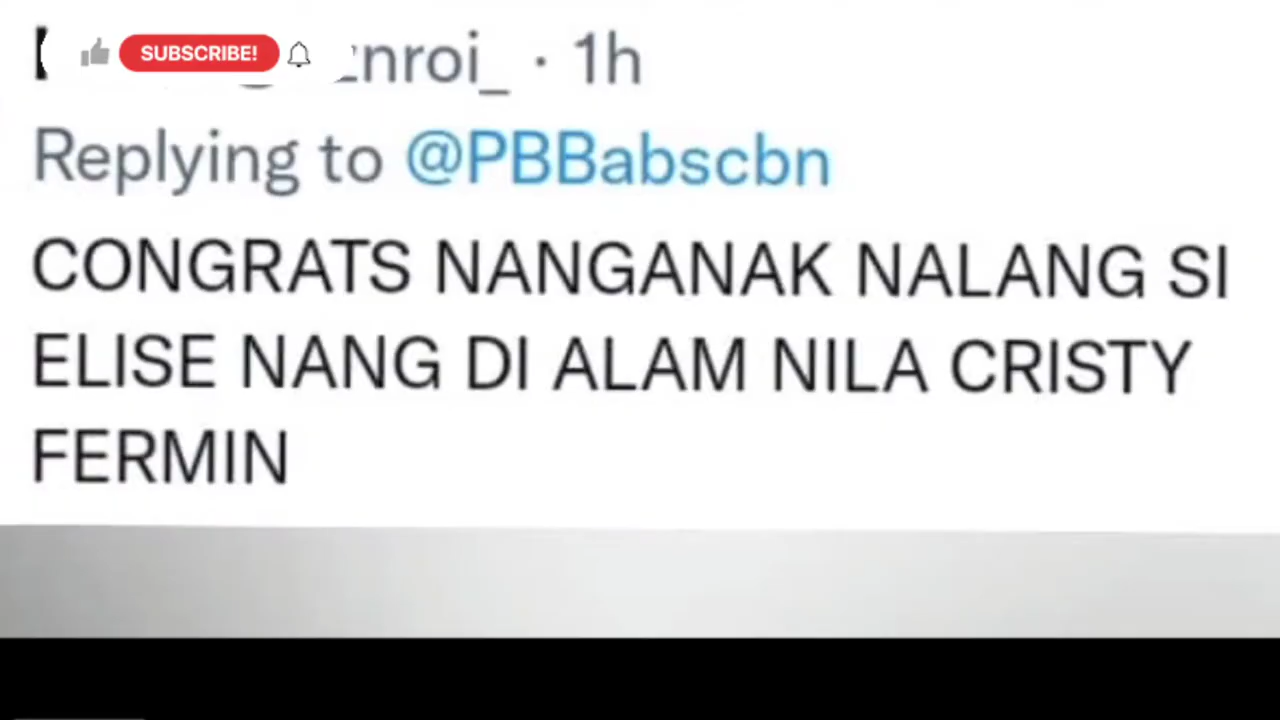 SUBSCRIBE!
nroi_ · 1h
Replying to @PBBabscbn
CONGRATS NANGANAK NALANG SI
ELISE NANG DI ALAM NILA CRISTY
FERMIN